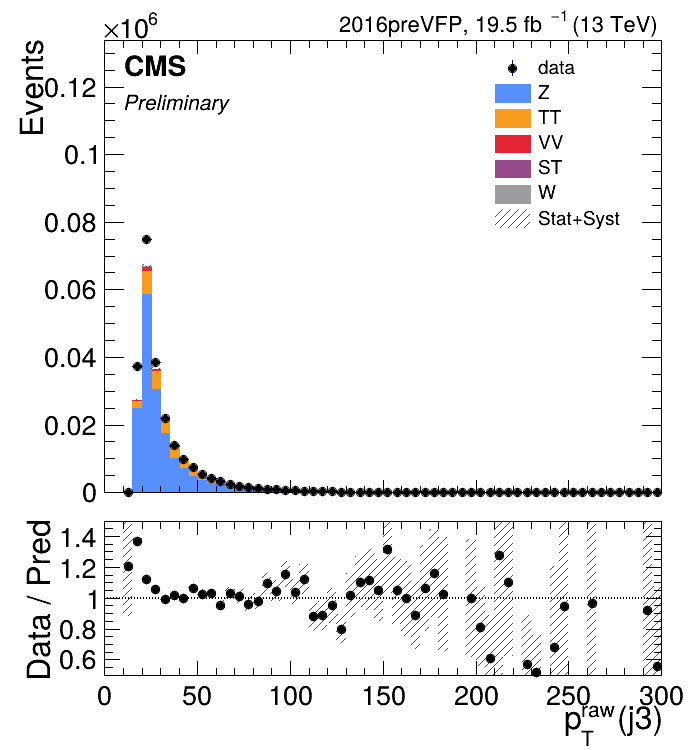 ×10⁶
2016preVFP, 19.5 fb ⁻¹ (13 TeV)
CMS
Preliminary
Events
data
Z
TT
VV
ST
W
Stat+Syst
0.12
0.1
0.08
0.06
0.04
0.02
0
Data / Pred
1.4
1.2
1
0.8
0.6
0 50 100 150 200 250 300
p_T^raw(j3)